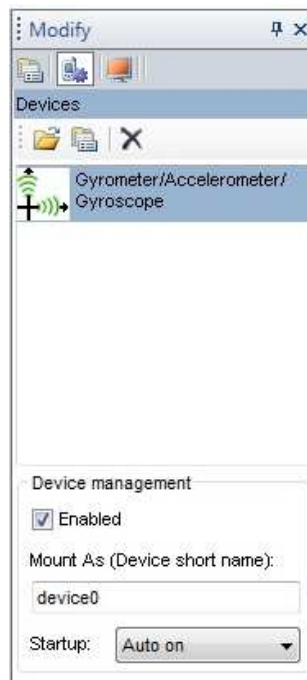 Modify
Devices
Gyrometer/Accelerometer/
Gyroscope
Device management
Enabled
Mount As (Device short name):
device0
Startup: Auto on